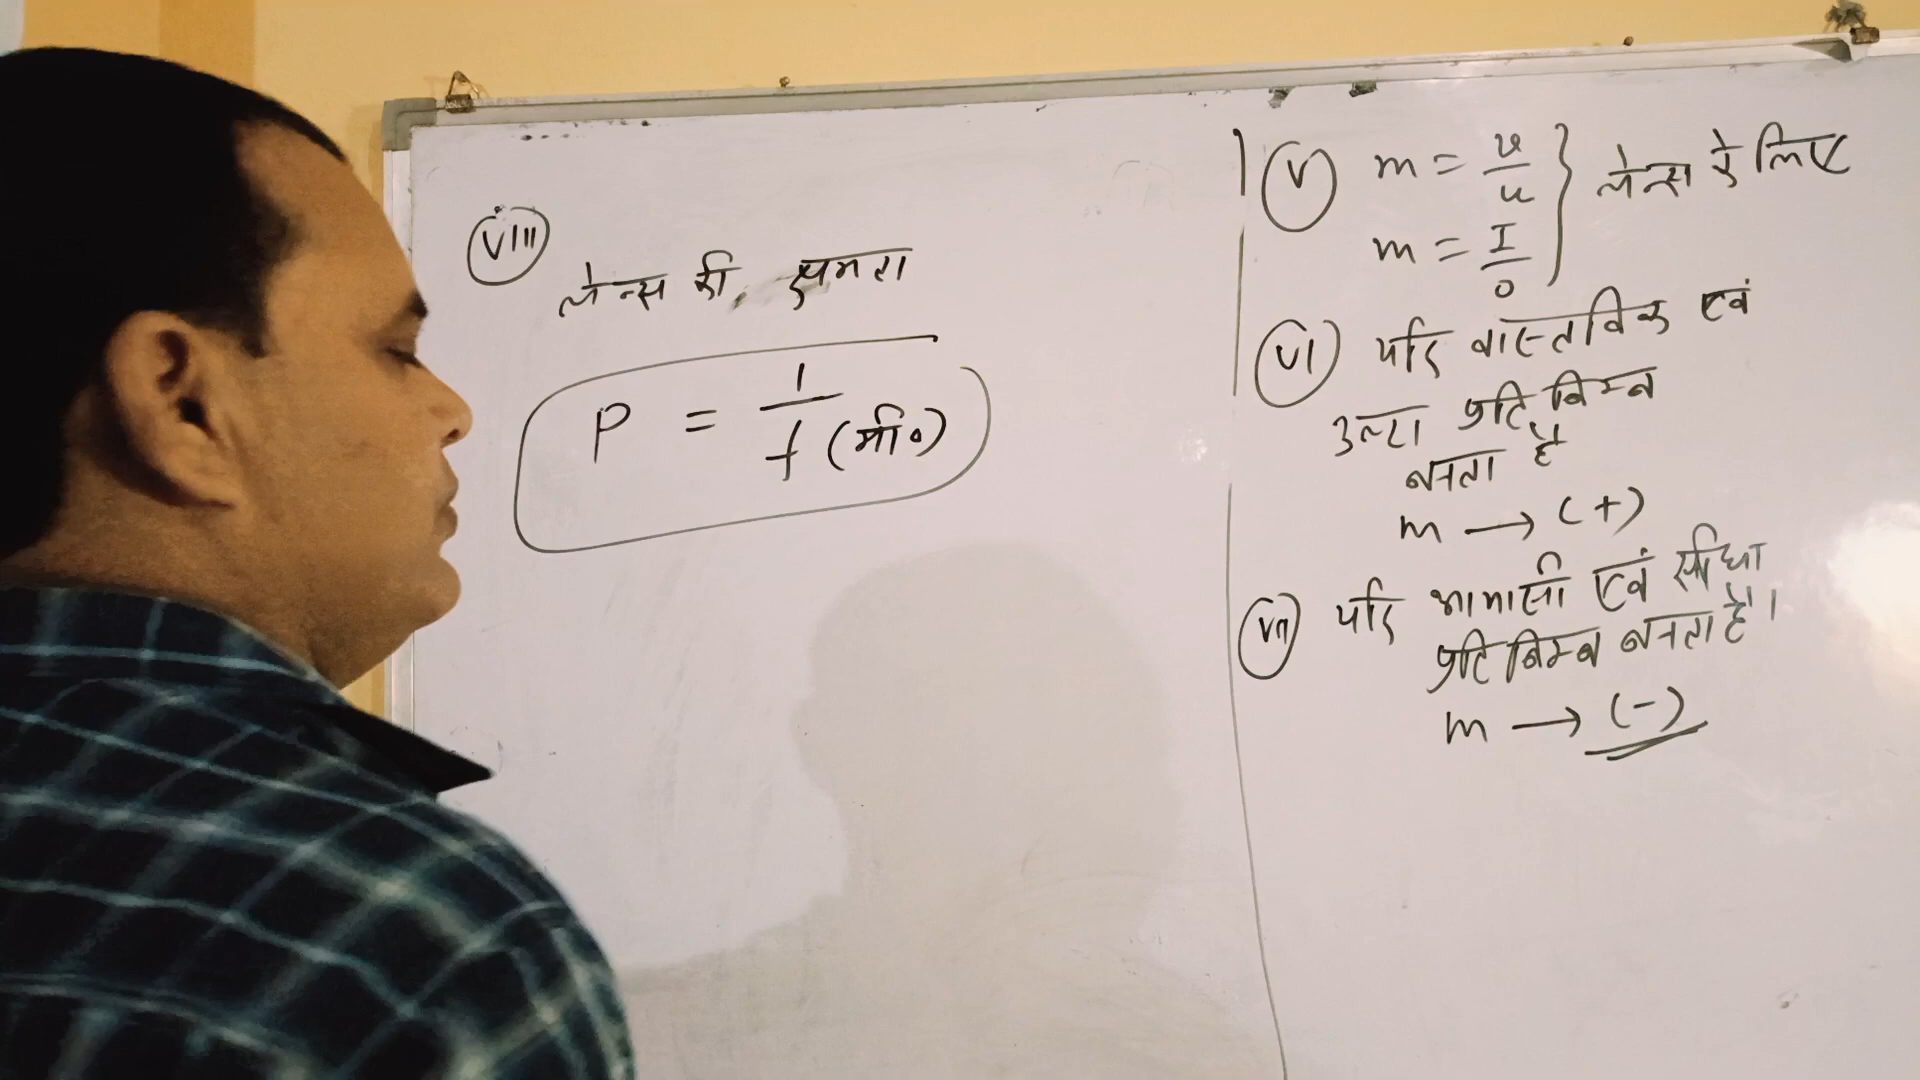 (VIII)
लेन्स की क्षमता
P = 1/f (मी०)
(V) m = v/u
m = I/O } लेन्स के लिए
(VI) यदि वास्तविक एवं
उल्टा प्रतिबिम्ब
बनता है
m → (+)
(VII) यदि आभासी एवं सीधा
प्रतिबिम्ब बनता है।
m → (-)